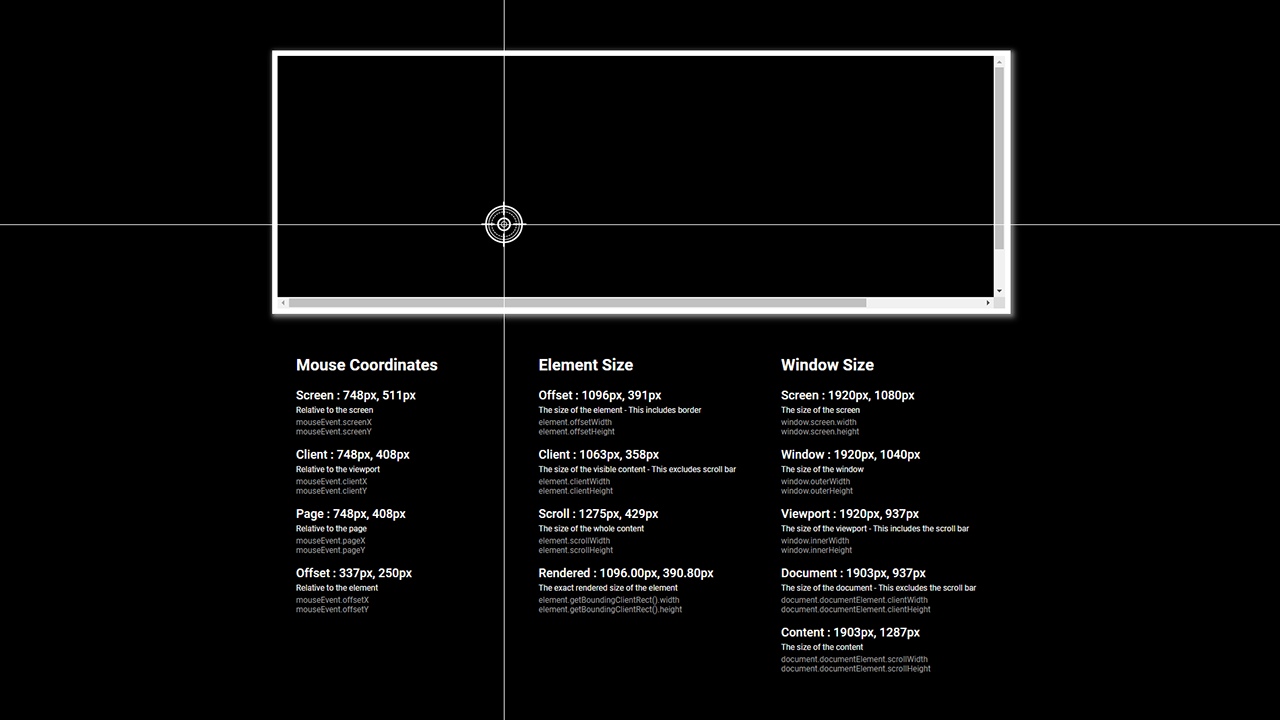 Mouse Coordinates
Screen : 748px, 511px
Relative to the screen
mouseEvent.screenX
mouseEvent.screenY
Client : 748px, 408px
Relative to the viewport
mouseEvent.clientX
mouseEvent.clientY
Page : 748px, 408px
Relative to the page
mouseEvent.pageX
mouseEvent.pageY
Offset : 337px, 250px
Relative to the element
mouseEvent.offsetX
mouseEvent.offsetY
Element Size
Offset : 1096px, 391px
The size of the element - This includes border
element.offsetWidth
element.offsetHeight
Client : 1063px, 358px
The size of the visible content - This excludes scroll bar
element.clientWidth
element.clientHeight
Scroll : 1275px, 429px
The size of the whole content
element.scrollWidth
element.scrollHeight
Rendered : 1096.00px, 390.80px
The exact rendered size of the element
element.getBoundingClientRect().width
element.getBoundingClientRect().height
Window Size
Screen : 1920px, 1080px
The size of the screen
window.screen.width
window.screen.height
Window : 1920px, 1040px
The size of the window
window.outerWidth
window.outerHeight
Viewport : 1920px, 937px
The size of the viewport - This includes the scroll bar
window.innerWidth
window.innerHeight
Document : 1903px, 937px
The size of the document - This excludes the scroll bar
document.documentElement.clientWidth
document.documentElement.clientHeight
Content : 1903px, 1287px
The size of the content
document.documentElement.scrollWidth
document.documentElement.scrollHeight